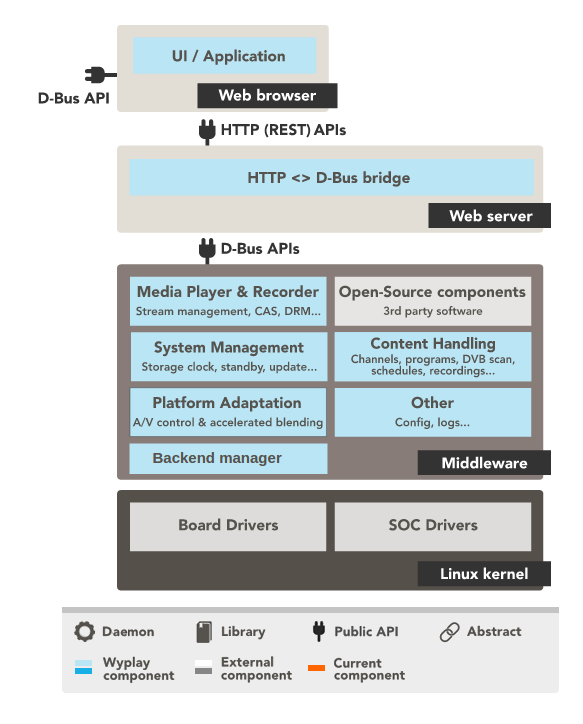 UI / Application
Web browser
D-Bus API
HTTP (REST) APIs
HTTP <> D-Bus bridge
Web server
D-Bus APIs
Media Player & Recorder
Stream management, CAS, DRM...
Open-Source components
3rd party software
System Management
Storage clock, standby, update...
Content Handling
Channels, programs, DVB scan,
schedules, recordings...
Platform Adaptation
A/V control & accelerated blending
Other
Config, logs...
Backend manager
Middleware
Board Drivers
SOC Drivers
Linux kernel
Daemon
Library
Public API
Abstract
Wyplay
component
External
component
Current
component